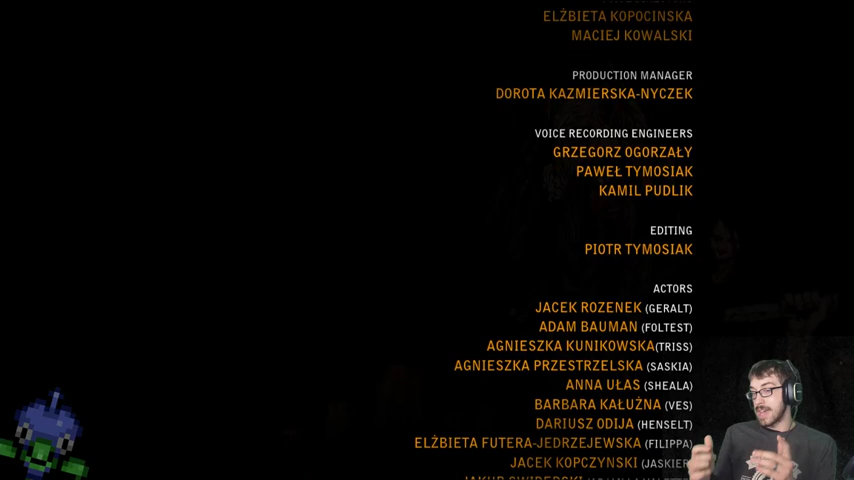 ELŻBIETA KOPOCINSKA
MACIEJ KOWALSKI
PRODUCTION MANAGER
DOROTA KAZMIERSKA-NYCZEK
VOICE RECORDING ENGINEERS
GRZEGORZ OGORZAŁY
PAWEŁ TYMOSIAK
KAMIL PUDLIK
EDITING
PIOTR TYMOSIAK
ACTORS
JACEK ROZENEK (GERALT)
ADAM BAUMAN (FOLTEST)
AGNIESZKA KUNIKOWSKA(TRISS)
AGNIESZKA PRZESTRZELSKA (SASKIA)
ANNA UŁAS (SHEALA)
BARBARA KAŁUŻNA (VES)
DARIUSZ ODIJA (HENSELT)
ELŻBIETA FUTERA-JEDRZEJEWSKA (FILIPPA)
JACEK KOPCZYNSKI (JASKIER)